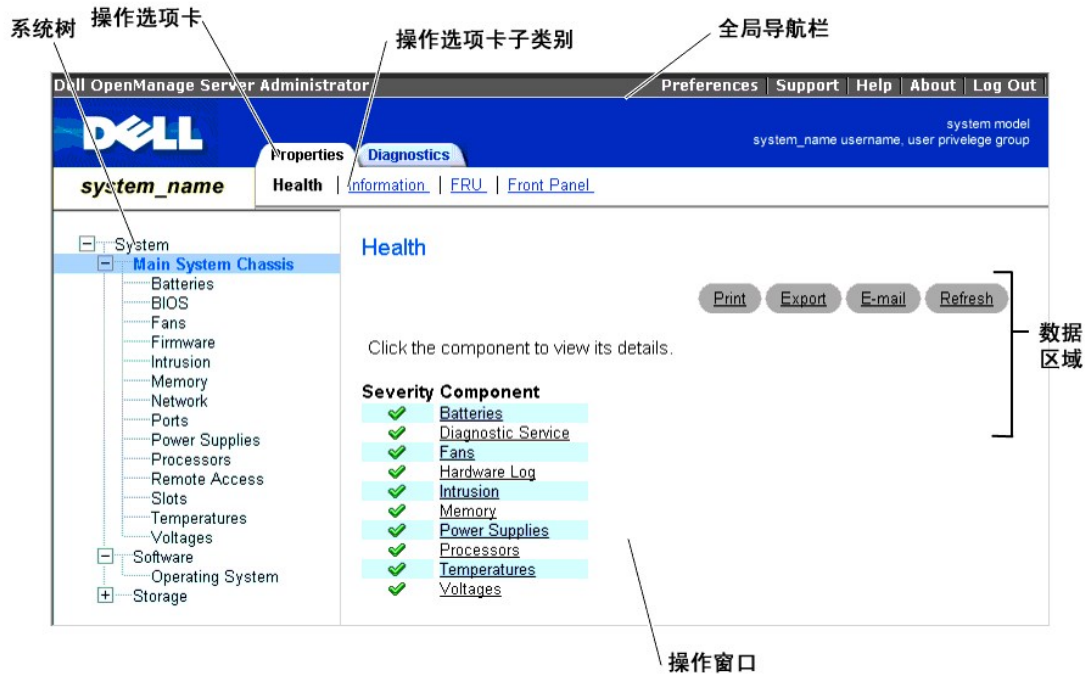 系统树
操作选项卡
操作选项卡子类别
全局导航栏
Dell OpenManage Server Administrator
Preferences | Support | Help | About | Log Out
DELL
system model
system_name username, user privelege group
Properties
Diagnostics
system_name
Health | Information | FRU | Front Panel
System
Main System Chassis
Batteries
BIOS
Fans
Firmware
Intrusion
Memory
Network
Ports
Power Supplies
Processors
Remote Access
Slots
Temperatures
Voltages
Software
Operating System
Storage
Health
Print
Export
E-mail
Refresh
Click the component to view its details.
Severity Component
Batteries
Diagnostic Service
Fans
Hardware Log
Intrusion
Memory
Power Supplies
Processors
Temperatures
Voltages
数据
区域
操作窗口